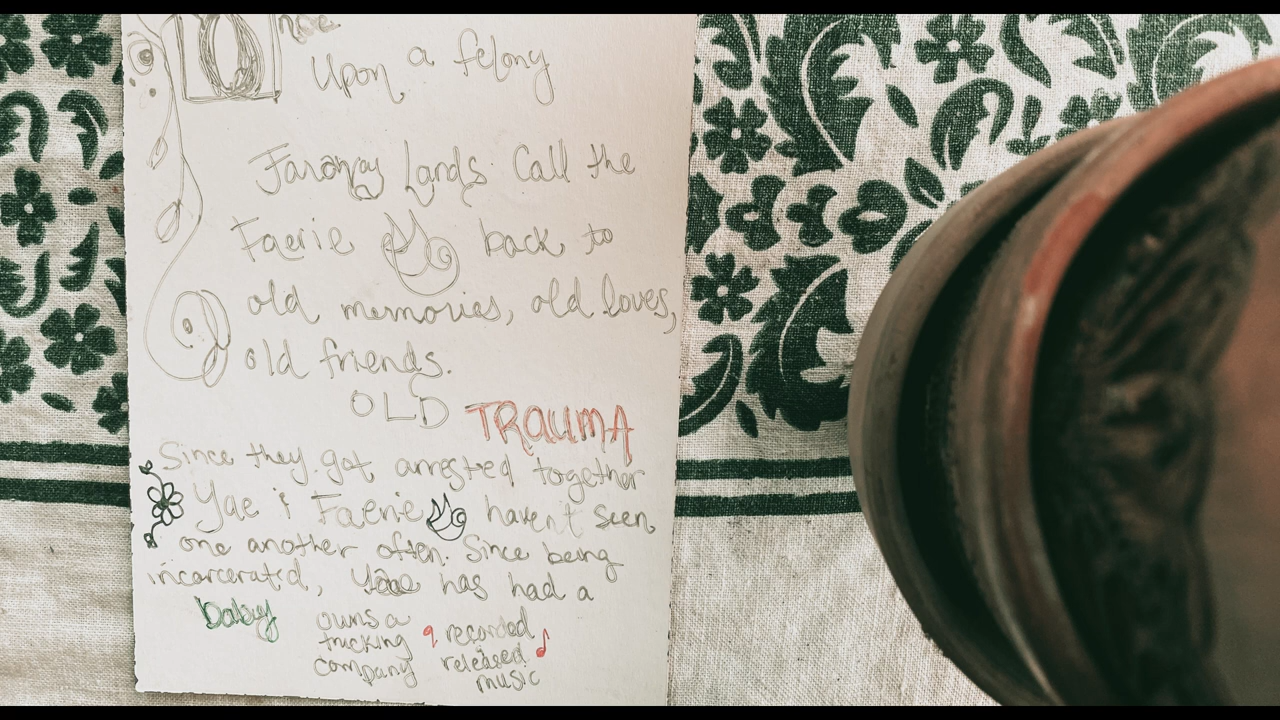 Once
Upon a felony
Faraway Lands Call the
Faerie back to
old memories, old loves,
old friends.
OLD TRAUMA
Since they got arrested together
Yae & Faerie haven't seen
one another often. Since being
incarcerated, Yae has had a
baby
owns a
trucking
company
& recorded
released
music